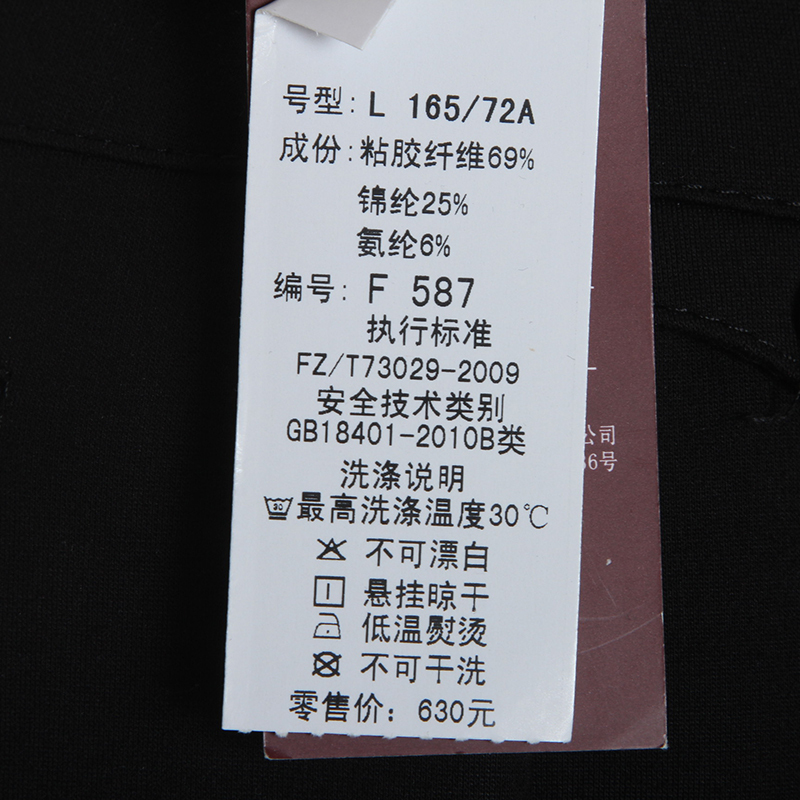 号型: L 165/72A
成份: 粘胶纤维69%
锦纶25%
氨纶6%
编号: F 587
执行标准
FZ/T73029-2009
安全技术类别
GB18401-2010B类
洗涤说明
30 最高洗涤温度30℃
不可漂白
悬挂晾干
低温熨烫
不可干洗
零售价: 630元
公司
36号